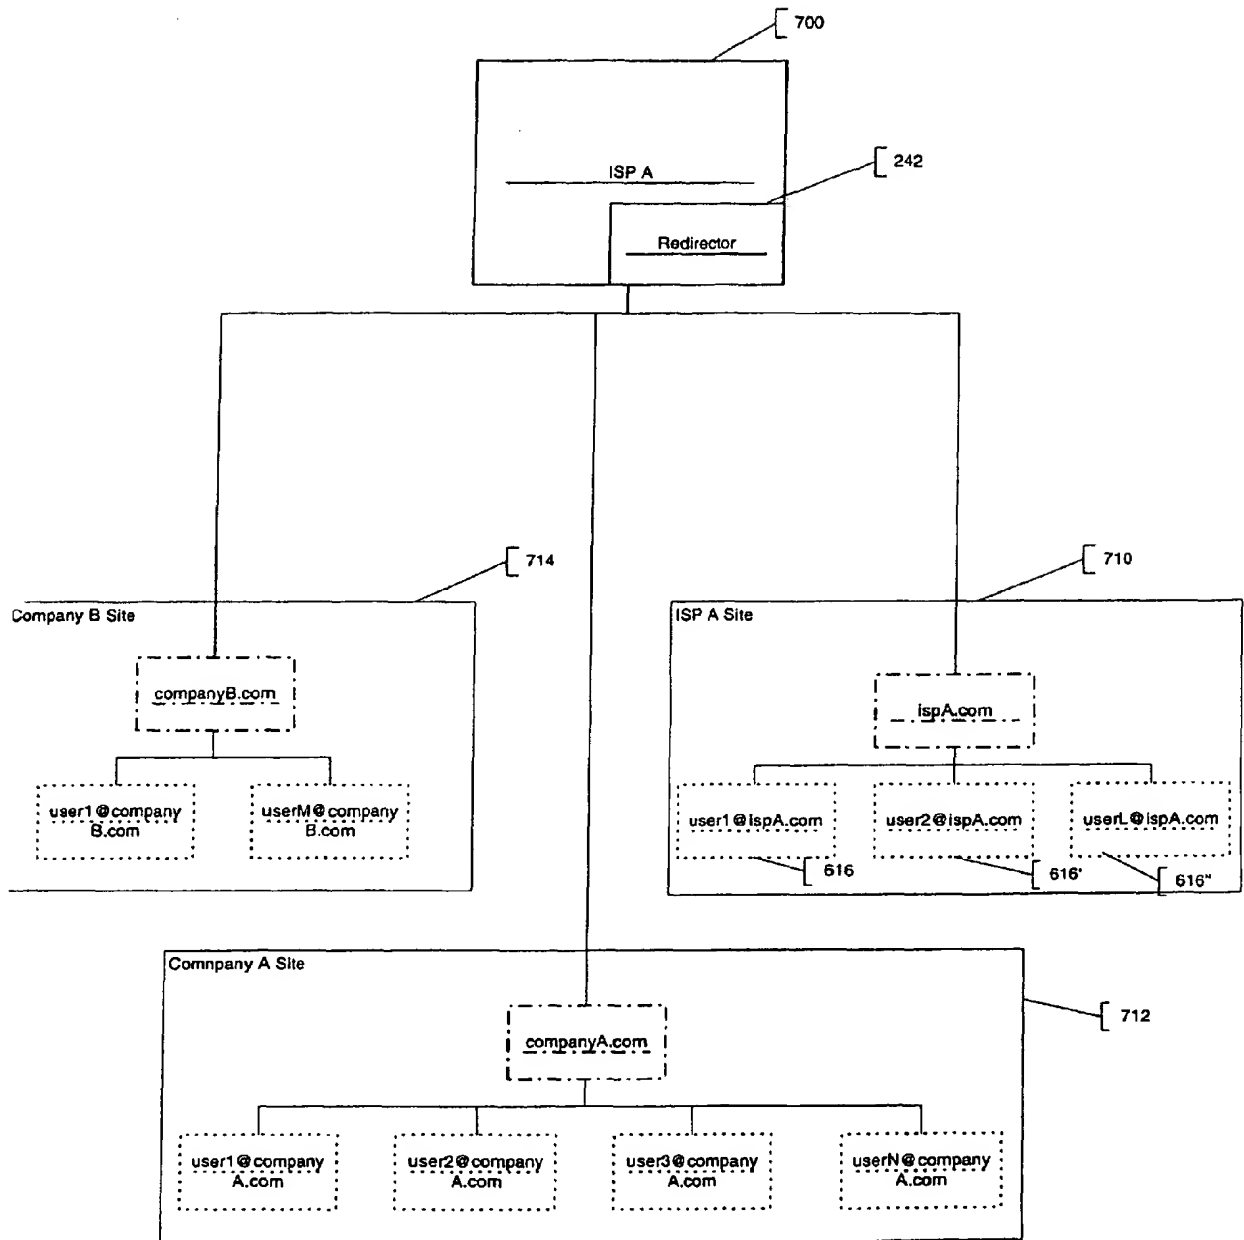 700
ISP A
242
Redirector
714
710
Company B Site
ISP A Site
companyB.com
ispA.com
user1@company
B.com
userM@company
B.com
user1@ispA.com
user2@ispA.com
userL@ispA.com
616
616'
616"
Comnpany A Site
712
companyA.com
user1@company
A.com
user2@company
A.com
user3@company
A.com
userN@company
A.com